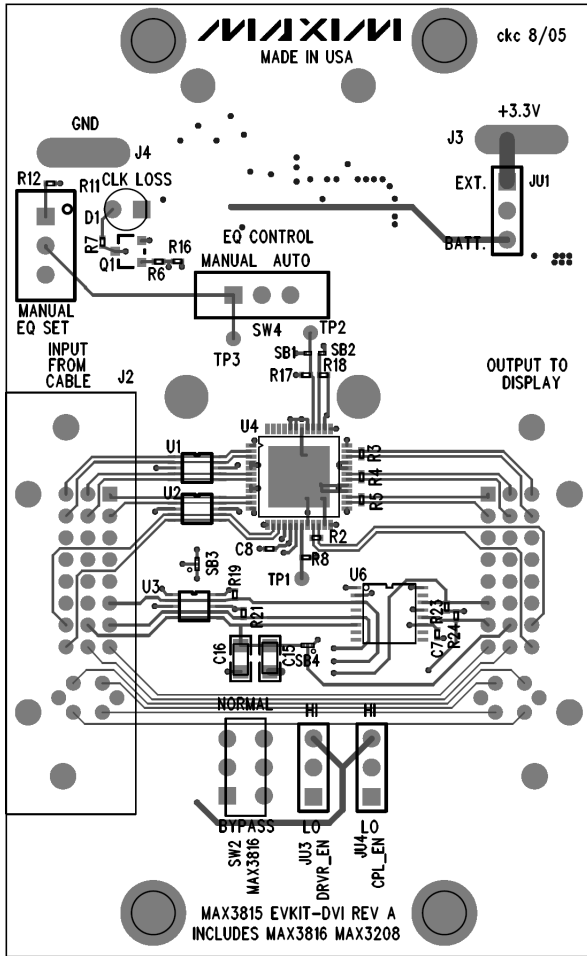 MAXIM
ckc 8/05
MADE IN USA
+3.3V
GND
J3
J4
R12
R11
CLK LOSS
EXT.
JU1
D1
R7
Q1
R6
R16
EQ CONTROL
BATT.
MANUAL AUTO
MANUAL
EQ SET
SW4
TP2
TP3
INPUT
FROM
CABLE
J2
SB1
SB2
R17
R18
OUTPUT TO
DISPLAY
U4
U1
R3
R4
U2
R5
C8
R2
R8
SB3
TP1
U6
U3
R19
R21
R23
R24
C7
C16
C15
SB4
NORMAL
HI
HI
BYPASS
LO
LO
SW2
MAX3816
JU3
DRVR_EN
JU4
CPL_EN
MAX3815 EVKIT-DVI REV A
INCLUDES MAX3816 MAX3208